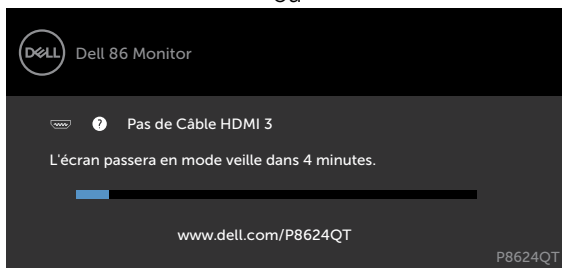 ou
DELL
Dell 86 Monitor
? Pas de Câble HDMI 3
L'écran passera en mode veille dans 4 minutes.
www.dell.com/P8624QT
P8624QT